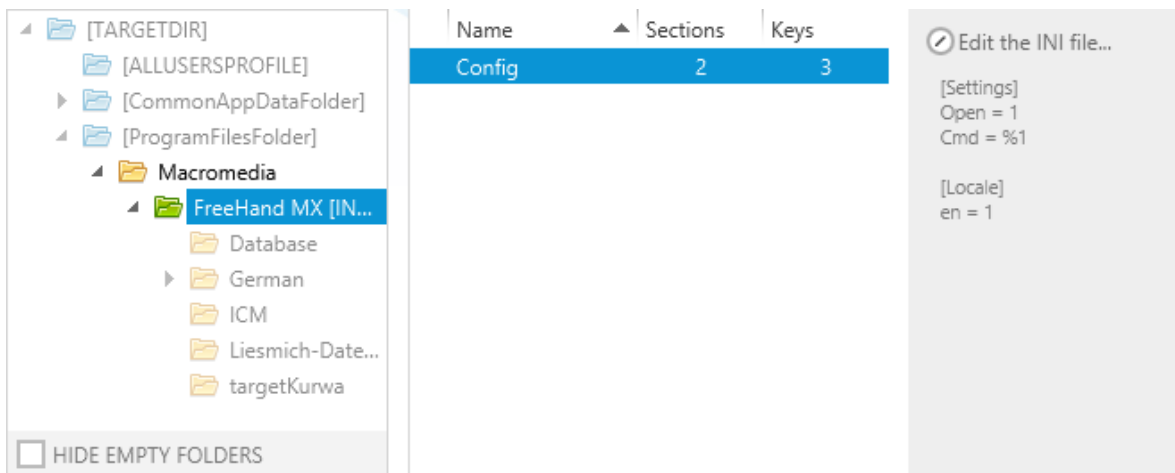 [TARGETDIR]
[ALLUSERSPROFILE]
[CommonAppDataFolder]
[ProgramFilesFolder]
Macromedia
FreeHand MX [IN...
Database
German
ICM
Liesmich-Date...
targetKurwa
HIDE EMPTY FOLDERS
Name Sections Keys
Config 2 3
Edit the INI file...
[Settings]
Open = 1
Cmd = %1
[Locale]
en = 1